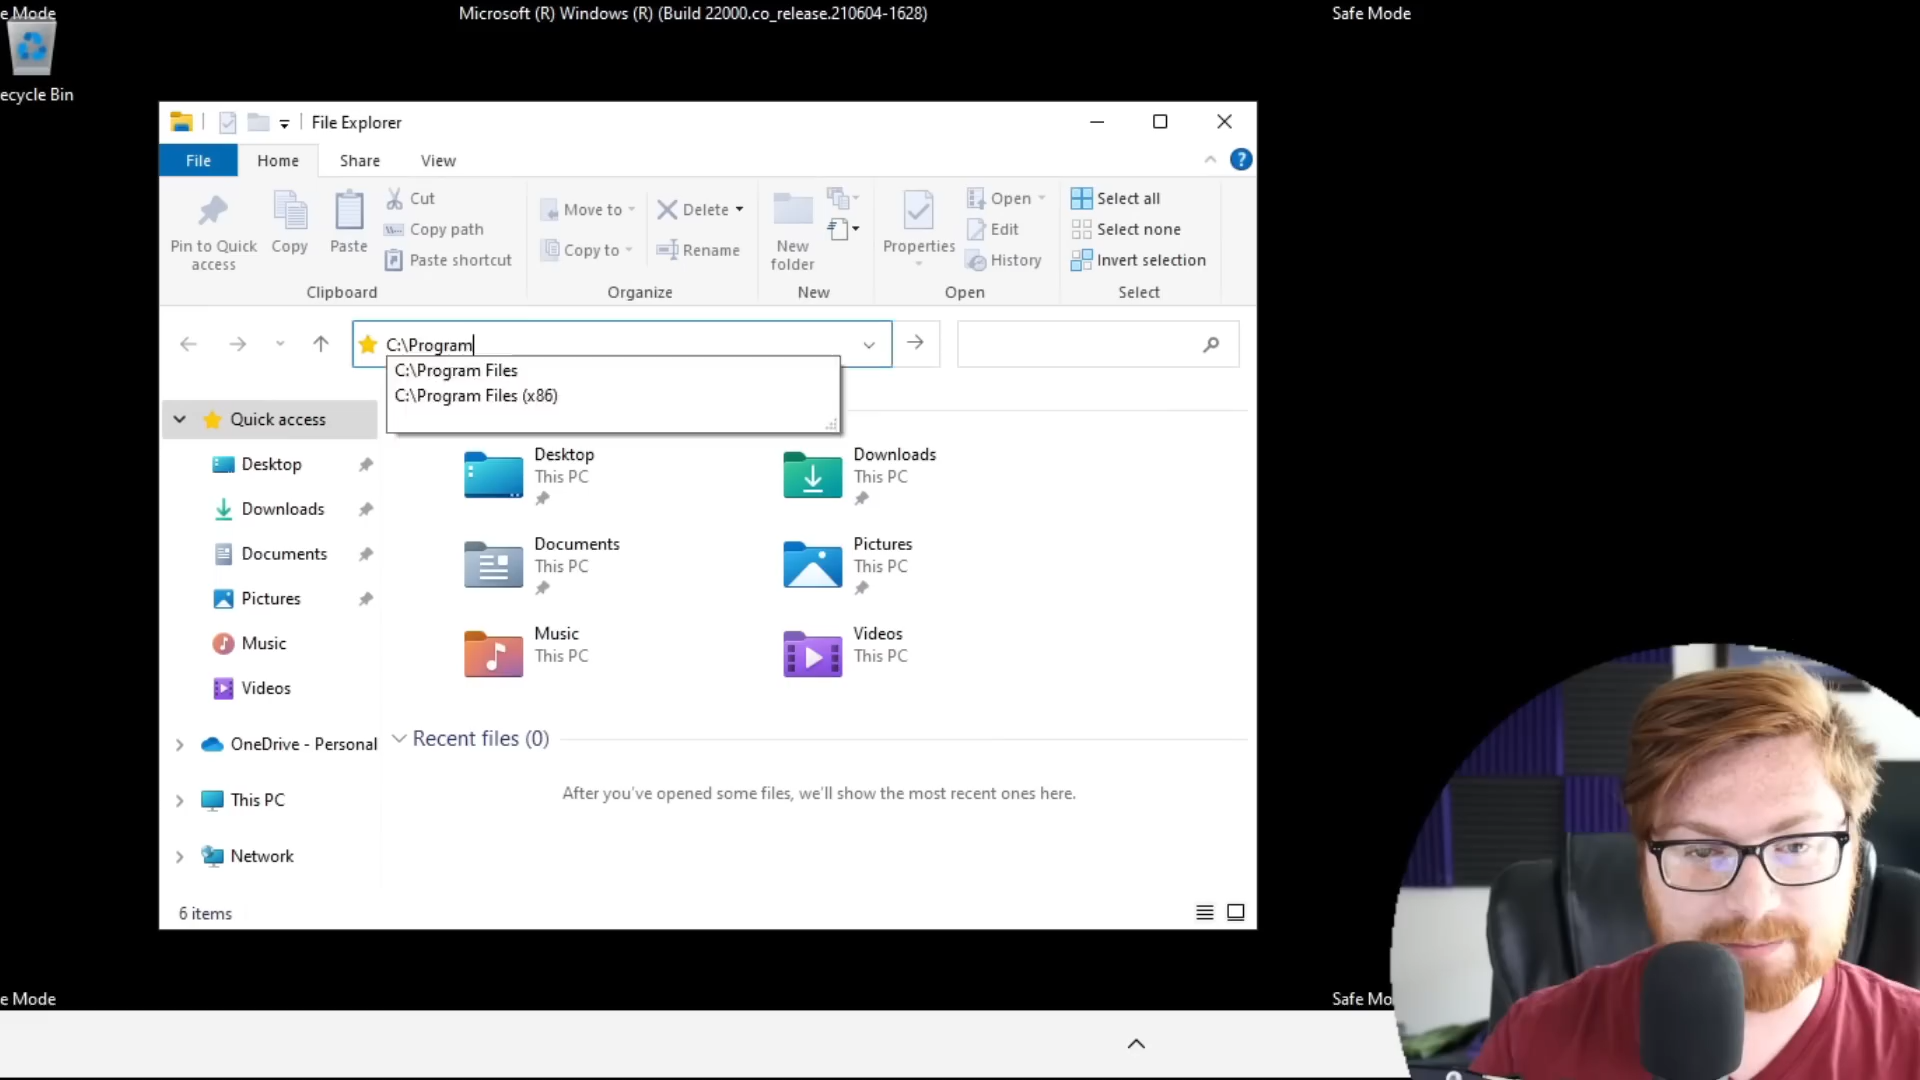 e Mode
Microsoft (R) Windows (R) (Build 22000.co_release.210604-1628)
Safe Mode
ecycle Bin
File Explorer
File
Home
Share
View
Pin to Quick access
Copy
Paste
Cut
Copy path
Paste shortcut
Clipboard
Move to
Copy to
Delete
Rename
Organize
New folder
New
Properties
Open
Edit
History
Open
Select all
Select none
Invert selection
Select
C:\Program
C:\Program Files
C:\Program Files (x86)
Quick access
Desktop
Downloads
Documents
Pictures
Music
Videos
OneDrive - Personal
This PC
Network
Desktop
This PC
Downloads
This PC
Documents
This PC
Pictures
This PC
Music
This PC
Videos
This PC
Recent files (0)
After you've opened some files, we'll show the most recent ones here.
6 items
e Mode
Safe Mo